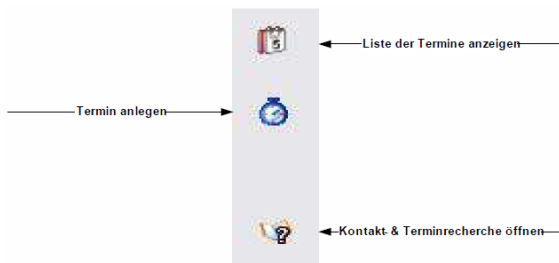 Liste der Termine anzeigen
Termin anlegen
Kontakt- & Terminrecherche öffnen